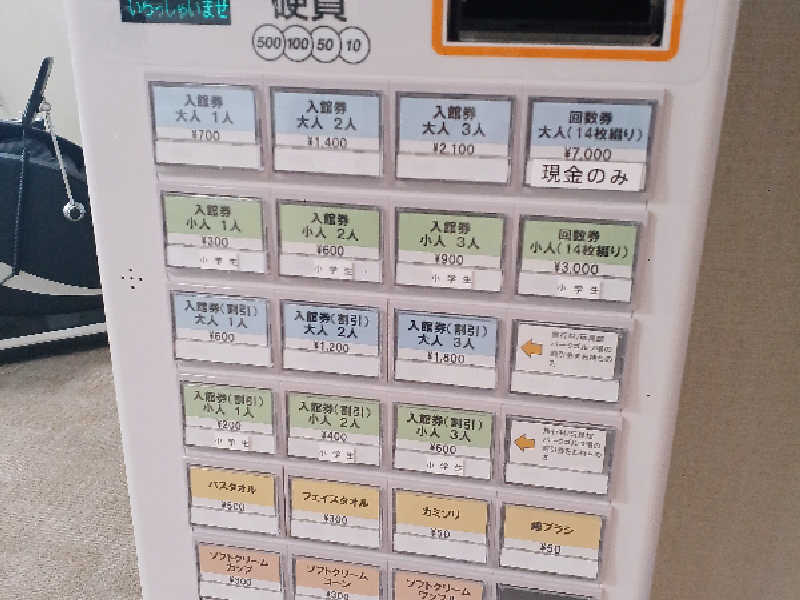 いらっしゃいませ
硬貨
500 100 50 10
入館券
大人 1人
¥700
入館券
大人 2人
¥1,400
入館券
大人 3人
¥2,100
回数券
大人(14枚綴り)
¥7,000
現金のみ
入館券
小人 1人
¥300
小学生
入館券
小人 2人
¥600
小学生
入館券
小人 3人
¥900
小学生
回数券
小人(14枚綴り)
¥3,000
小学生
入館券(割引)
大人 1人
¥600
入館券(割引)
大人 2人
¥1,200
入館券(割引)
大人 3人
¥1,800
入館券(割引)
小人 1人
¥200
小学生
入館券(割引)
小人 2人
¥400
小学生
入館券(割引)
小人 3人
¥600
小学生
バスタオル
¥500
フェイスタオル
¥300
カミソリ
¥50
歯ブラシ
¥50
ソフトクリーム
カップ
¥300
ソフトクリーム
コーン
¥300
ソフトクリーム
ワッフル